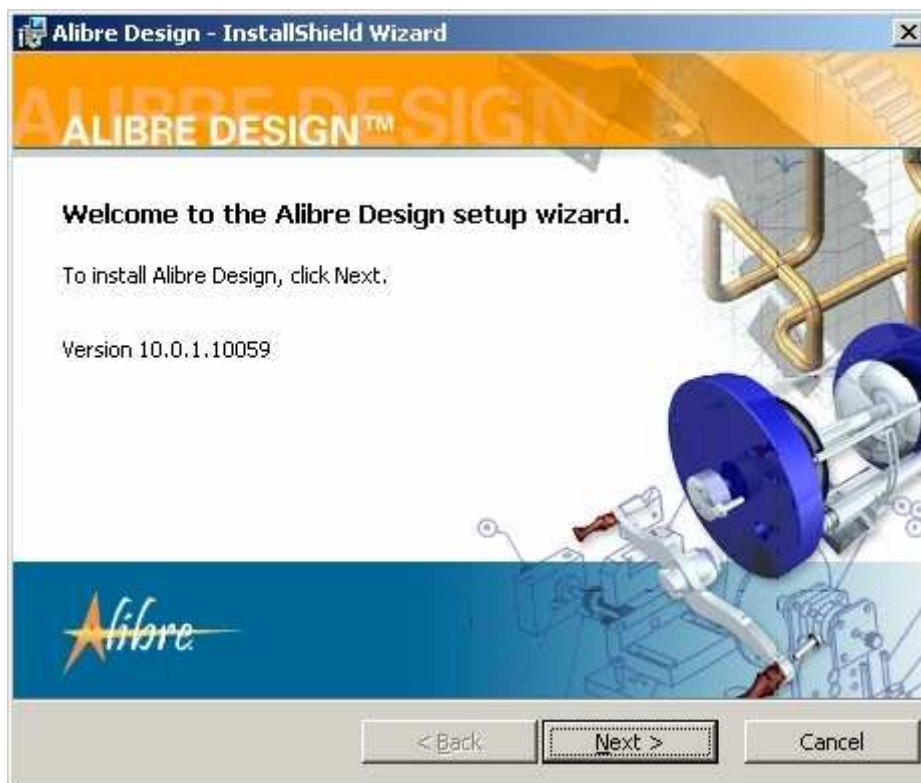 Alibre Design - InstallShield Wizard
ALIBRE DESIGN
ALIBRE DESIGN™
Welcome to the Alibre Design setup wizard.
To install Alibre Design, click Next.
Version 10.0.1.10059
Alibre
< Back Next > Cancel